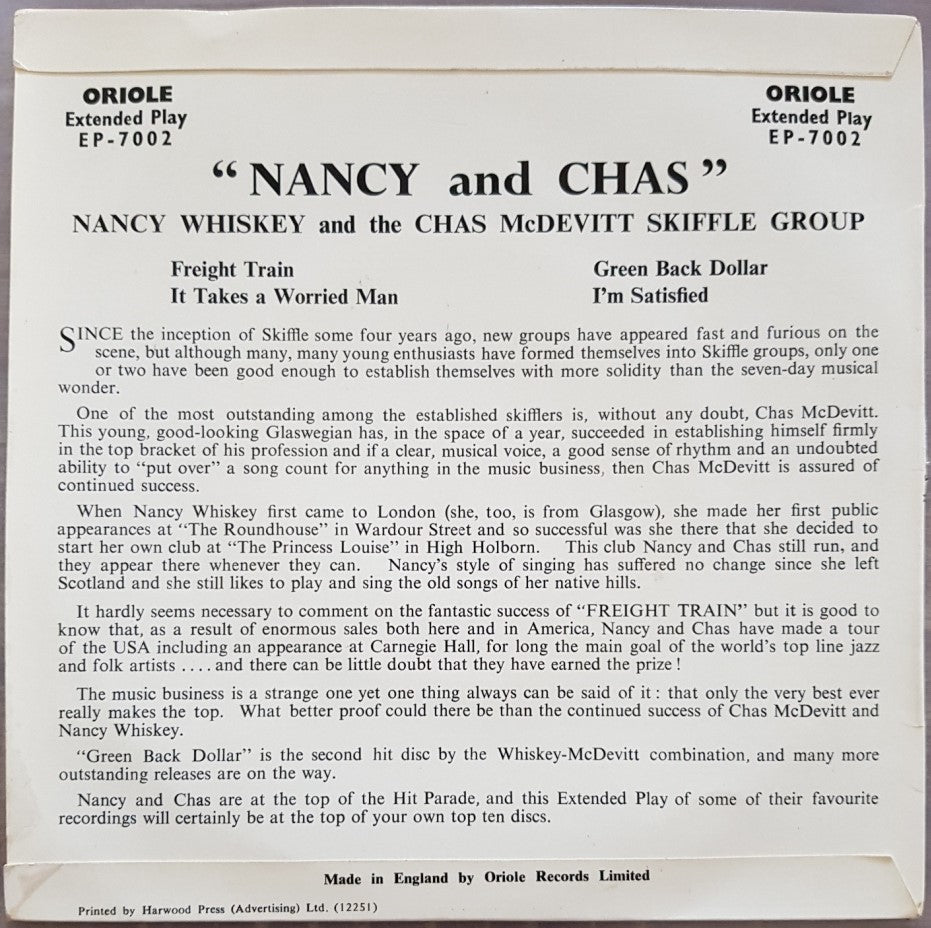 ORIOLE
Extended Play
EP-7002
ORIOLE
Extended Play
EP-7002
“NANCY and CHAS”
NANCY WHISKEY and the CHAS McDEVITT SKIFFLE GROUP
Freight Train
It Takes a Worried Man
Green Back Dollar
I'm Satisfied
SINCE the inception of Skiffle some four years ago, new groups have appeared fast and furious on the
scene, but although many, many young enthusiasts have formed themselves into Skiffle groups, only one
or two have been good enough to establish themselves with more solidity than the seven-day musical
wonder.
One of the most outstanding among the established skifflers is, without any doubt, Chas McDevitt.
This young, good-looking Glaswegian has, in the space of a year, succeeded in establishing himself firmly
in the top bracket of his profession and if a clear, musical voice, a good sense of rhythm and an undoubted
ability to “put over” a song count for anything in the music business, then Chas McDevitt is assured of
continued success.
When Nancy Whiskey first came to London (she, too, is from Glasgow), she made her first public
appearances at “The Roundhouse” in Wardour Street and so successful was she there that she decided to
start her own club at “The Princess Louise” in High Holborn. This club Nancy and Chas still run, and
they appear there whenever they can. Nancy's style of singing has suffered no change since she left
Scotland and she still likes to play and sing the old songs of her native hills.
It hardly seems necessary to comment on the fantastic success of “FREIGHT TRAIN” but it is good to
know that, as a result of enormous sales both here and in America, Nancy and Chas have made a tour
of the USA including an appearance at Carnegie Hall, for long the main goal of the world's top line jazz
and folk artists .... and there can be little doubt that they have earned the prize!
The music business is a strange one yet one thing always can be said of it: that only the very best ever
really makes the top. What better proof could there be than the continued success of Chas McDevitt and
Nancy Whiskey.
“Green Back Dollar” is the second hit disc by the Whiskey-McDevitt combination, and many more
outstanding releases are on the way.
Nancy and Chas are at the top of the Hit Parade, and this Extended Play of some of their favourite
recordings will certainly be at the top of your own top ten discs.
Made in England by Oriole Records Limited
Printed by Harwood Press (Advertising) Ltd. (12251)